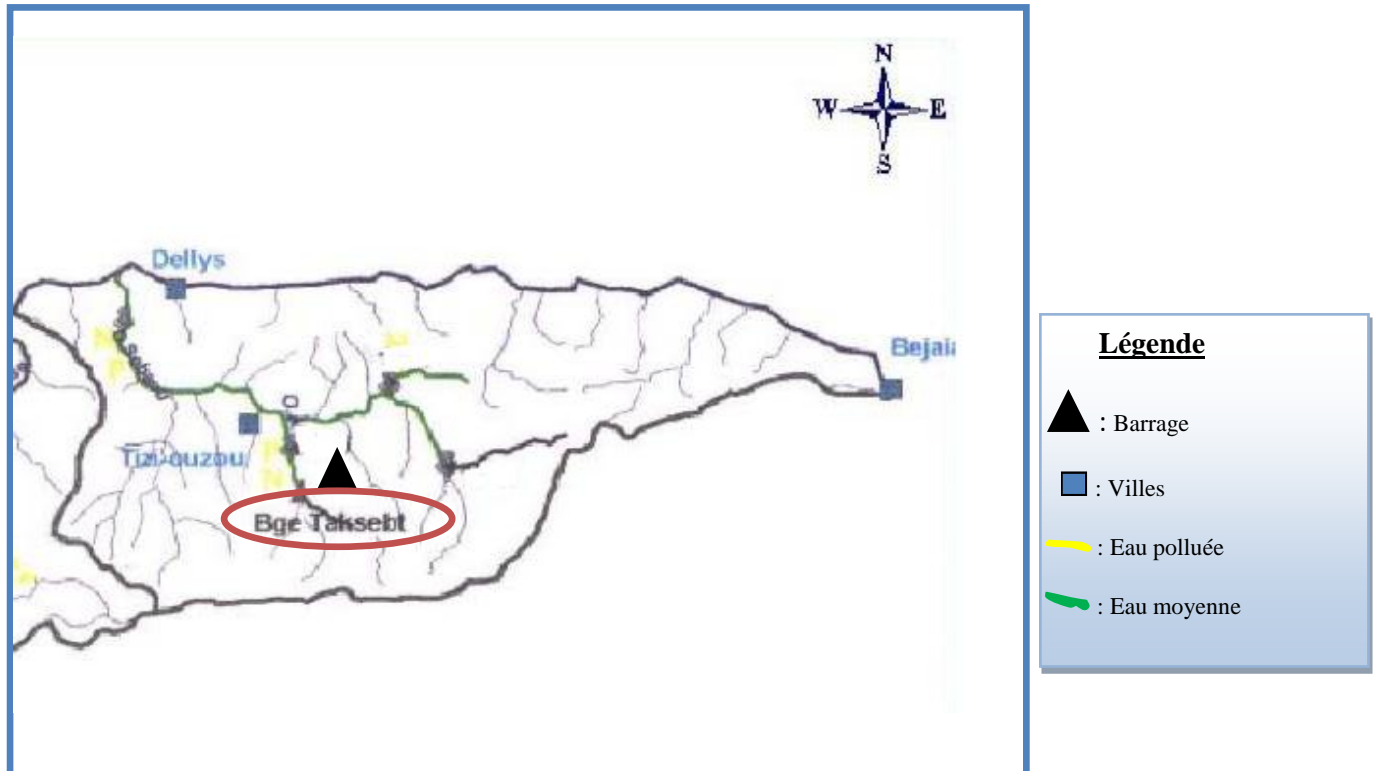 N
W E
S
Dellys
Bejaia
Tizi-ouzou
Bge Taksebt
Légende
: Barrage
: Villes
: Eau polluée
: Eau moyenne